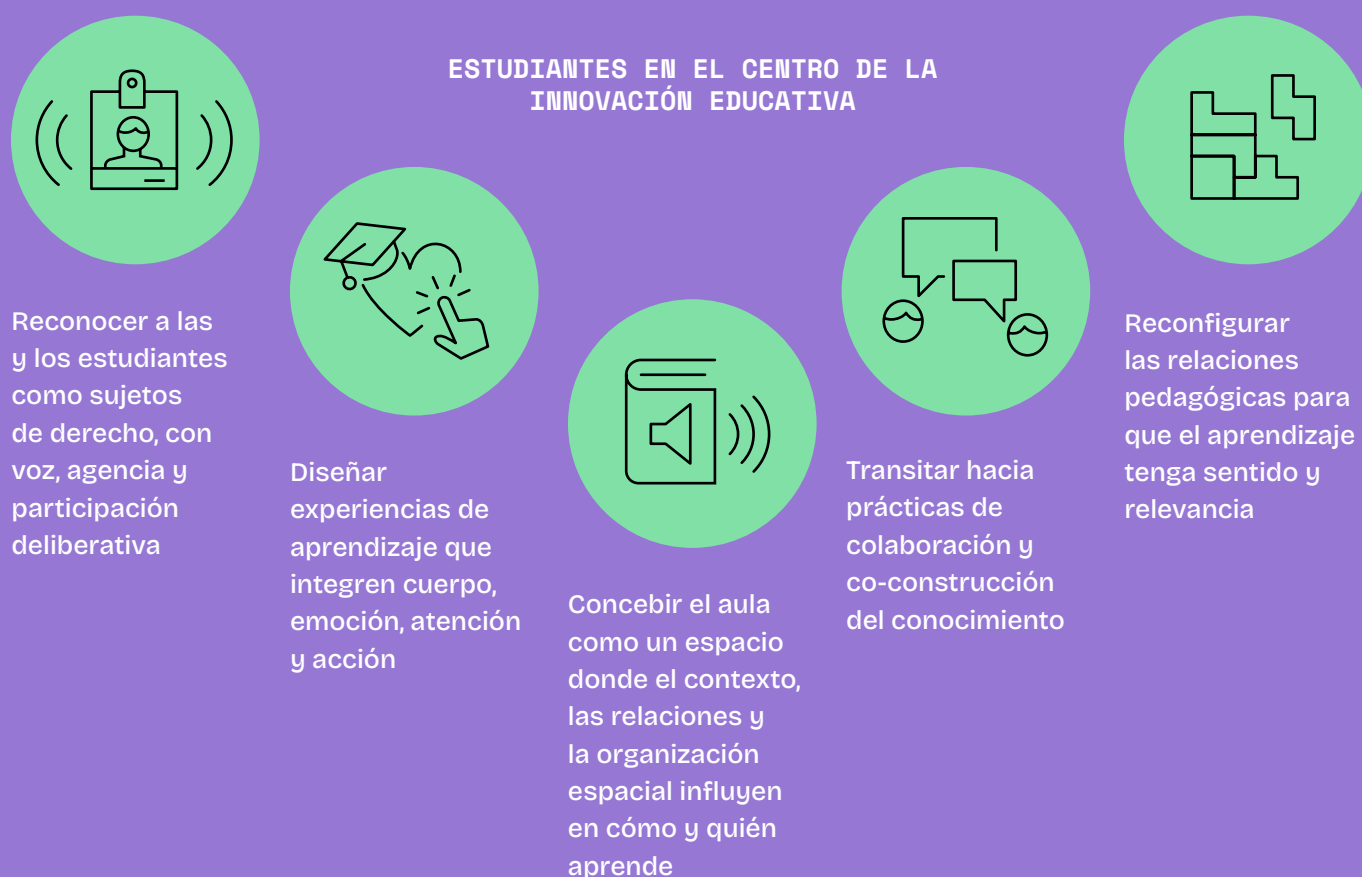 ESTUDIANTES EN EL CENTRO DE LA
INNOVACIÓN EDUCATIVA
Reconocer a las
y los estudiantes
como sujetos
de derecho, con
voz, agencia y
participación
deliberativa
Diseñar
experiencias de
aprendizaje que
integren cuerpo,
emoción, atención
y acción
Concebir el aula
como un espacio
donde el contexto,
las relaciones y
la organización
espacial influyen
en cómo y quién
aprende
Transitar hacia
prácticas de
colaboración y
co-construcción
del conocimiento
Reconfigurar
las relaciones
pedagógicas para
que el aprendizaje
tenga sentido y
relevancia